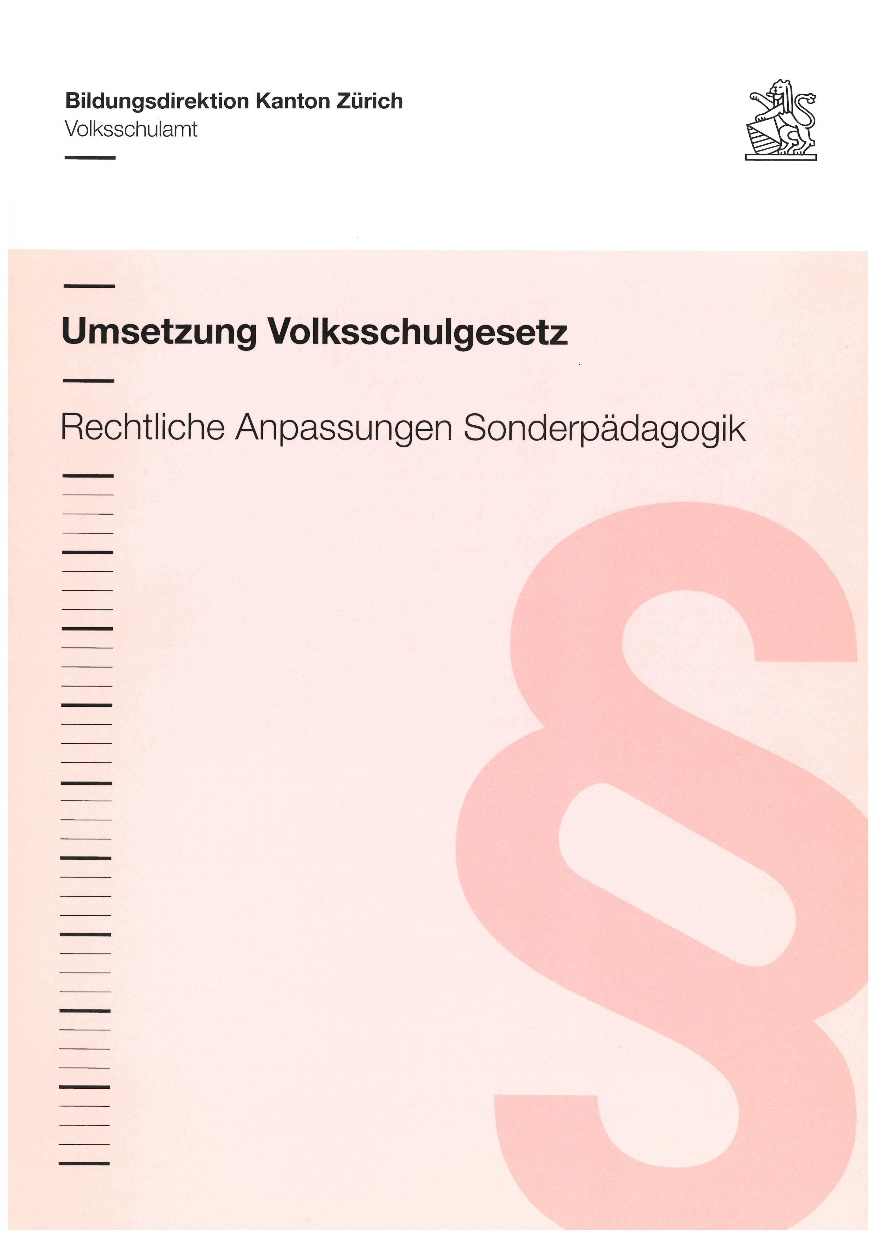 Bildungsdirektion Kanton Zürich
Volksschulamt
Umsetzung Volksschulgesetz
Rechtliche Anpassungen Sonderpädagogik
§